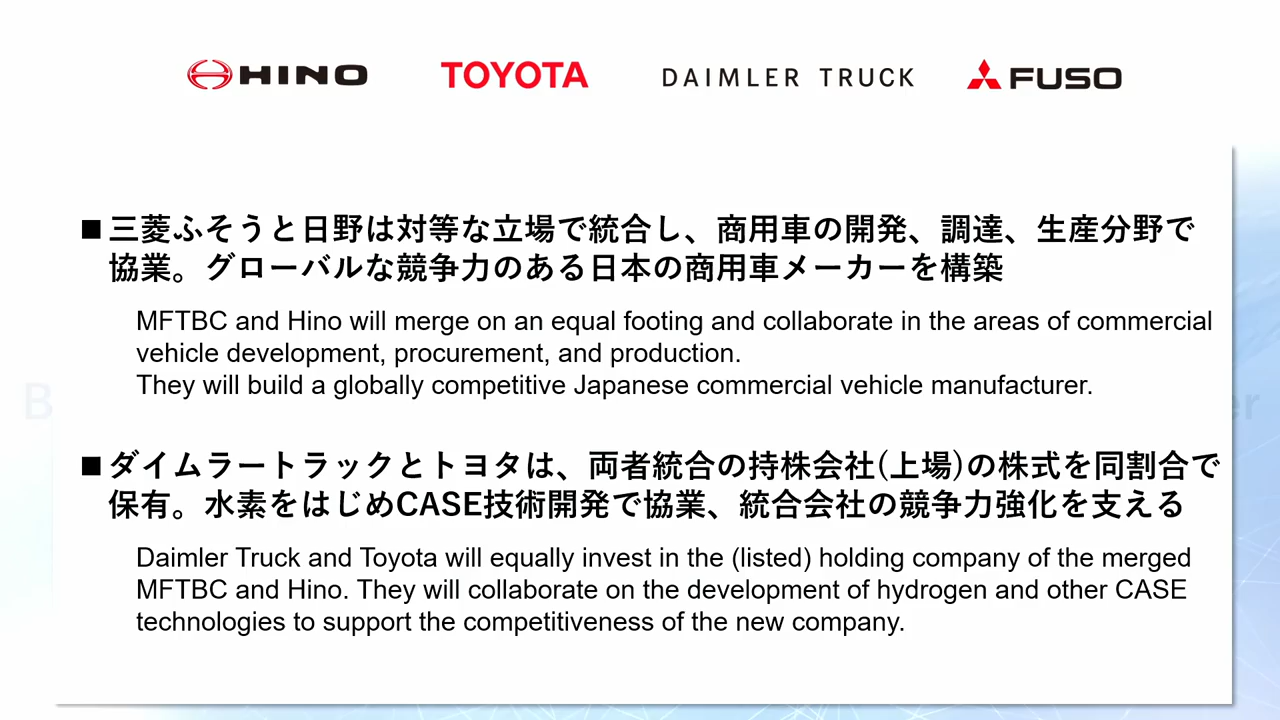 HINO TOYOTA DAIMLER TRUCK FUSO
■三菱ふそうと日野は対等な立場で統合し、商用車の開発、調達、生産分野で
協業。グローバルな競争力のある日本の商用車メーカーを構築
MFTBC and Hino will merge on an equal footing and collaborate in the areas of commercial
vehicle development, procurement, and production.
They will build a globally competitive Japanese commercial vehicle manufacturer.
■ダイムラートラックとトヨタは、両者統合の持株会社(上場)の株式を同割合で
保有。水素をはじめCASE技術開発で協業、統合会社の競争力強化を支える
Daimler Truck and Toyota will equally invest in the (listed) holding company of the merged
MFTBC and Hino. They will collaborate on the development of hydrogen and other CASE
technologies to support the competitiveness of the new company.